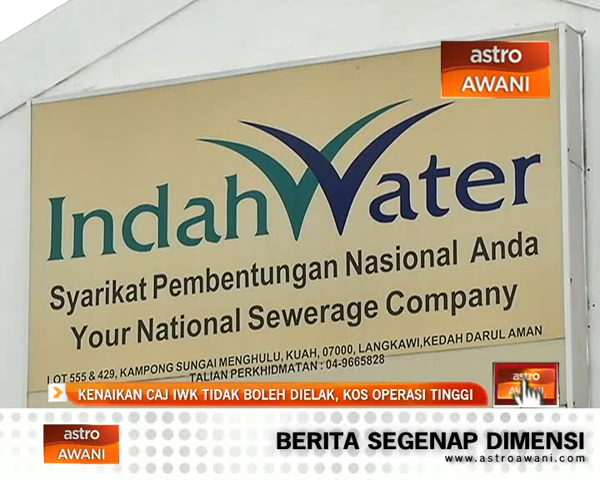 astro
AWANI
IndahWater
Syarikat Pembentungan Nasional Anda
Your National Sewerage Company
LOT 555 & 429, KAMPONG SUNGAI MENGHULU, KUAH, 07000, LANGKAWI,KEDAH DARUL AMAN
TALIAN PERKHIDMATAN : 04-9665828
KENAIKAN CAJ IWK TIDAK BOLEH DIELAK, KOS OPERASI TINGGI
astro
AWANI
astro
AWANI
BERITA SEGENAP DIMENSI
www.astroawani.com